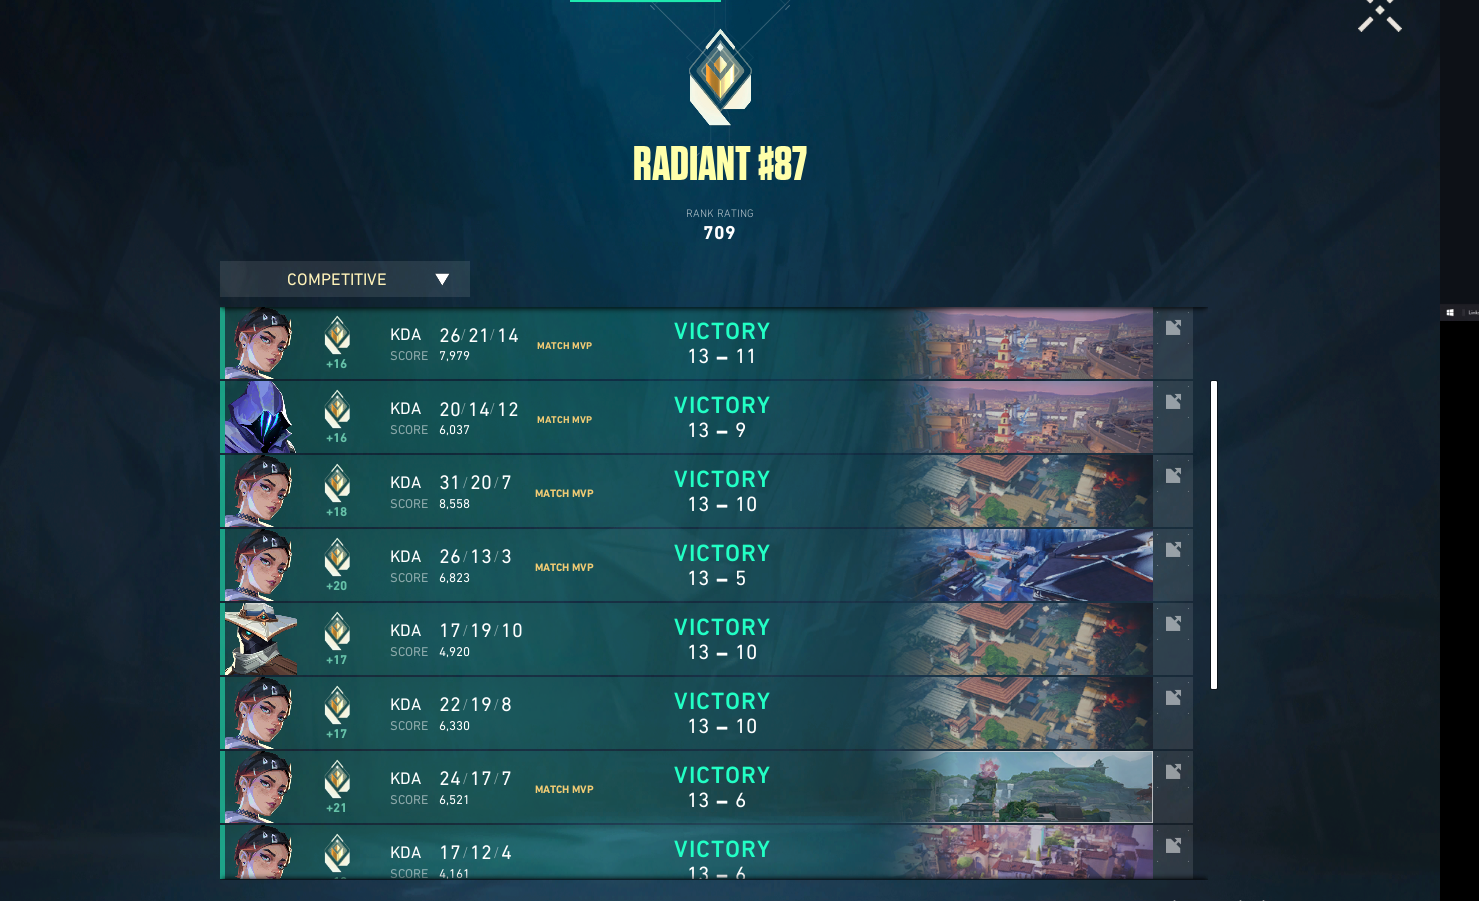 RADIANT #87
RANK RATING
709
COMPETITIVE
KDA 26/21/14
SCORE 7,979
+16
MATCH MVP
VICTORY
13 – 11
KDA 20/14/12
SCORE 6,037
+16
MATCH MVP
VICTORY
13 – 9
KDA 31/20/7
SCORE 8,558
+18
MATCH MVP
VICTORY
13 – 10
KDA 26/13/3
SCORE 6,823
+20
MATCH MVP
VICTORY
13 – 5
KDA 17/19/10
SCORE 4,920
+17
VICTORY
13 – 10
KDA 22/19/8
SCORE 6,330
+17
VICTORY
13 – 10
KDA 24/17/7
SCORE 6,521
+21
MATCH MVP
VICTORY
13 – 6
KDA 17/12/4
SCORE 4,161
VICTORY
13 – 6